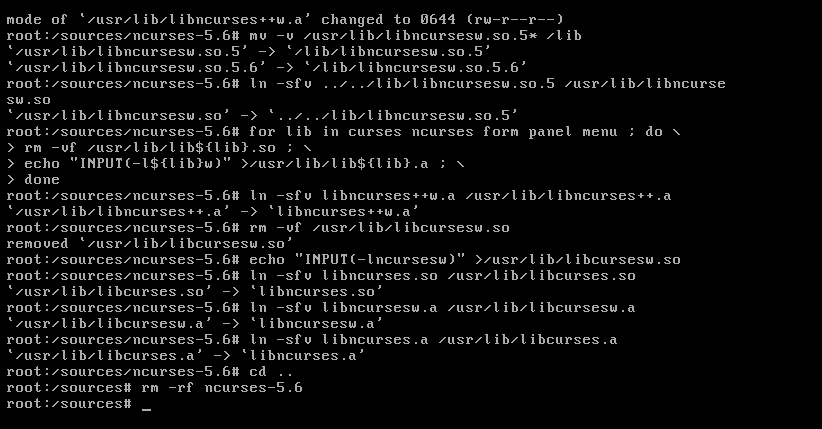 mode of `/usr/lib/libncurses++w.a' changed to 0644 (rw-r--r--)
root:/sources/ncurses-5.6# mv -v /usr/lib/libncursesw.so.5* /lib
`/usr/lib/libncursesw.so.5' -> `/lib/libncursesw.so.5'
`/usr/lib/libncursesw.so.5.6' -> `/lib/libncursesw.so.5.6'
root:/sources/ncurses-5.6# ln -sfv ../../lib/libncursesw.so.5 /usr/lib/libncurse
sw.so
`/usr/lib/libncursesw.so' -> `../../lib/libncursesw.so.5'
root:/sources/ncurses-5.6# for lib in curses ncurses form panel menu ; do \
> rm -vf /usr/lib/lib${lib}.so ; \
> echo "INPUT(-l${lib}w)" >/usr/lib/lib${lib}.a ; \
> done
root:/sources/ncurses-5.6# ln -sfv libncurses++w.a /usr/lib/libncurses++.a
`/usr/lib/libncurses++.a' -> `libncurses++w.a'
root:/sources/ncurses-5.6# rm -vf /usr/lib/libcursesw.so
removed `/usr/lib/libcursesw.so'
root:/sources/ncurses-5.6# echo "INPUT(-lncursesw)" >/usr/lib/libcursesw.so
root:/sources/ncurses-5.6# ln -sfv libncurses.so /usr/lib/libcurses.so
`/usr/lib/libcurses.so' -> `libncurses.so'
root:/sources/ncurses-5.6# ln -sfv libncursesw.a /usr/lib/libcursesw.a
`/usr/lib/libcursesw.a' -> `libncursesw.a'
root:/sources/ncurses-5.6# ln -sfv libncurses.a /usr/lib/libcurses.a
`/usr/lib/libcurses.a' -> `libncurses.a'
root:/sources/ncurses-5.6# cd ..
root:/sources# rm -rf ncurses-5.6
root:/sources# _